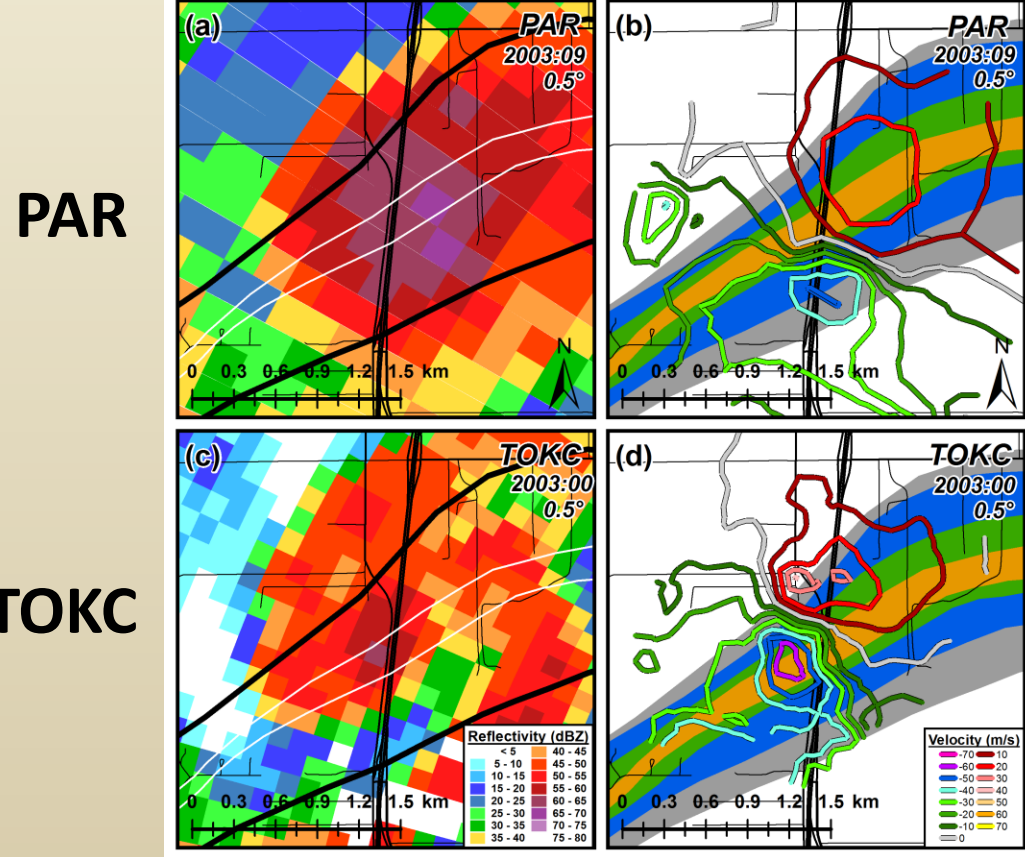 PAR
TOKC
(a)
PAR
2003:09
0.5°
0 0.3 0.6 0.9 1.2 1.5 km
(b)
PAR
2003:09
0.5°
N
0 0.3 0.6 0.9 1.2 1.5 km
N
(c)
TOKC
2003:00
0.5°
0 0.3 0.6 0.9 1.2 1.5 km
Reflectivity (dBZ)
< 5 40 - 45
5 - 10 45 - 50
10 - 15 50 - 55
15 - 20 55 - 60
20 - 25 60 - 65
25 - 30 65 - 70
30 - 35 70 - 75
35 - 40 75 - 80
(d)
TOKC
2003:00
0.5°
0 0.3 0.6 0.9 1.2 1.5 km
Velocity (m/s)
-70 10
-60 20
-50 30
-40 40
-30 50
-20 60
-10 70
0